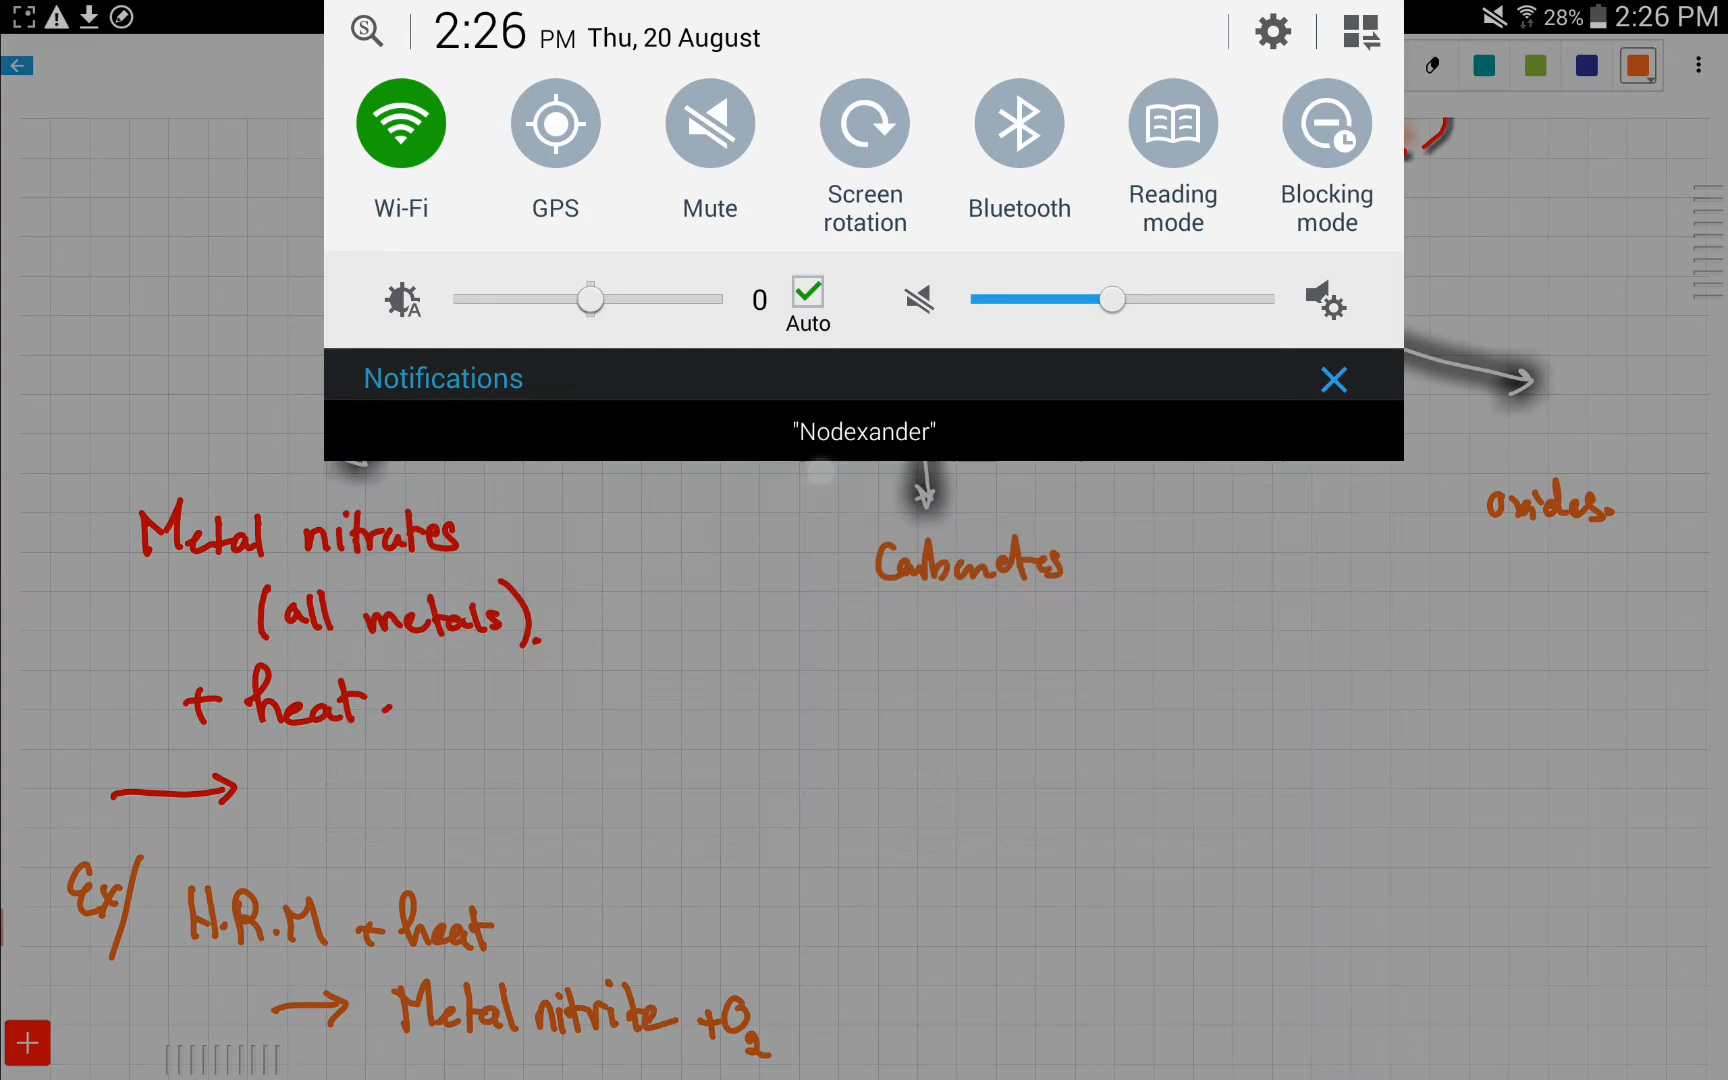 28% 2:26 PM
2:26 PM Thu, 20 August
Wi-Fi
GPS
Mute
Screen rotation
Bluetooth
Reading mode
Blocking mode
0
Auto
Notifications
"Nodexander"
Metal nitrates
(all metals).
+ heat.
→
Carbonates
oxides.
Ex/ H.R.M + heat
→ Metal nitrite + O2